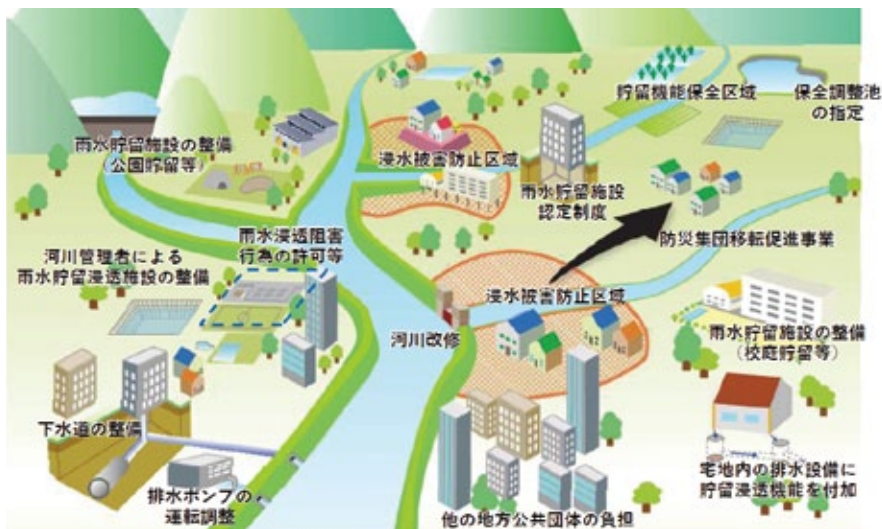 貯留機能保全区域
保全調整池
の指定
雨水貯留施設の整備
(公園貯留等)
浸水被害防止区域
雨水貯留施設
認定制度
雨水浸透阻害
行為の許可等
防災集団移転促進事業
河川管理者による
雨水貯留浸透施設の整備
浸水被害防止区域
河川改修
雨水貯留施設の整備
(校庭貯留等)
下水道の整備
排水ポンプの
運転調整
宅地内の排水設備に
貯留浸透機能を付加
他の地方公共団体の負担